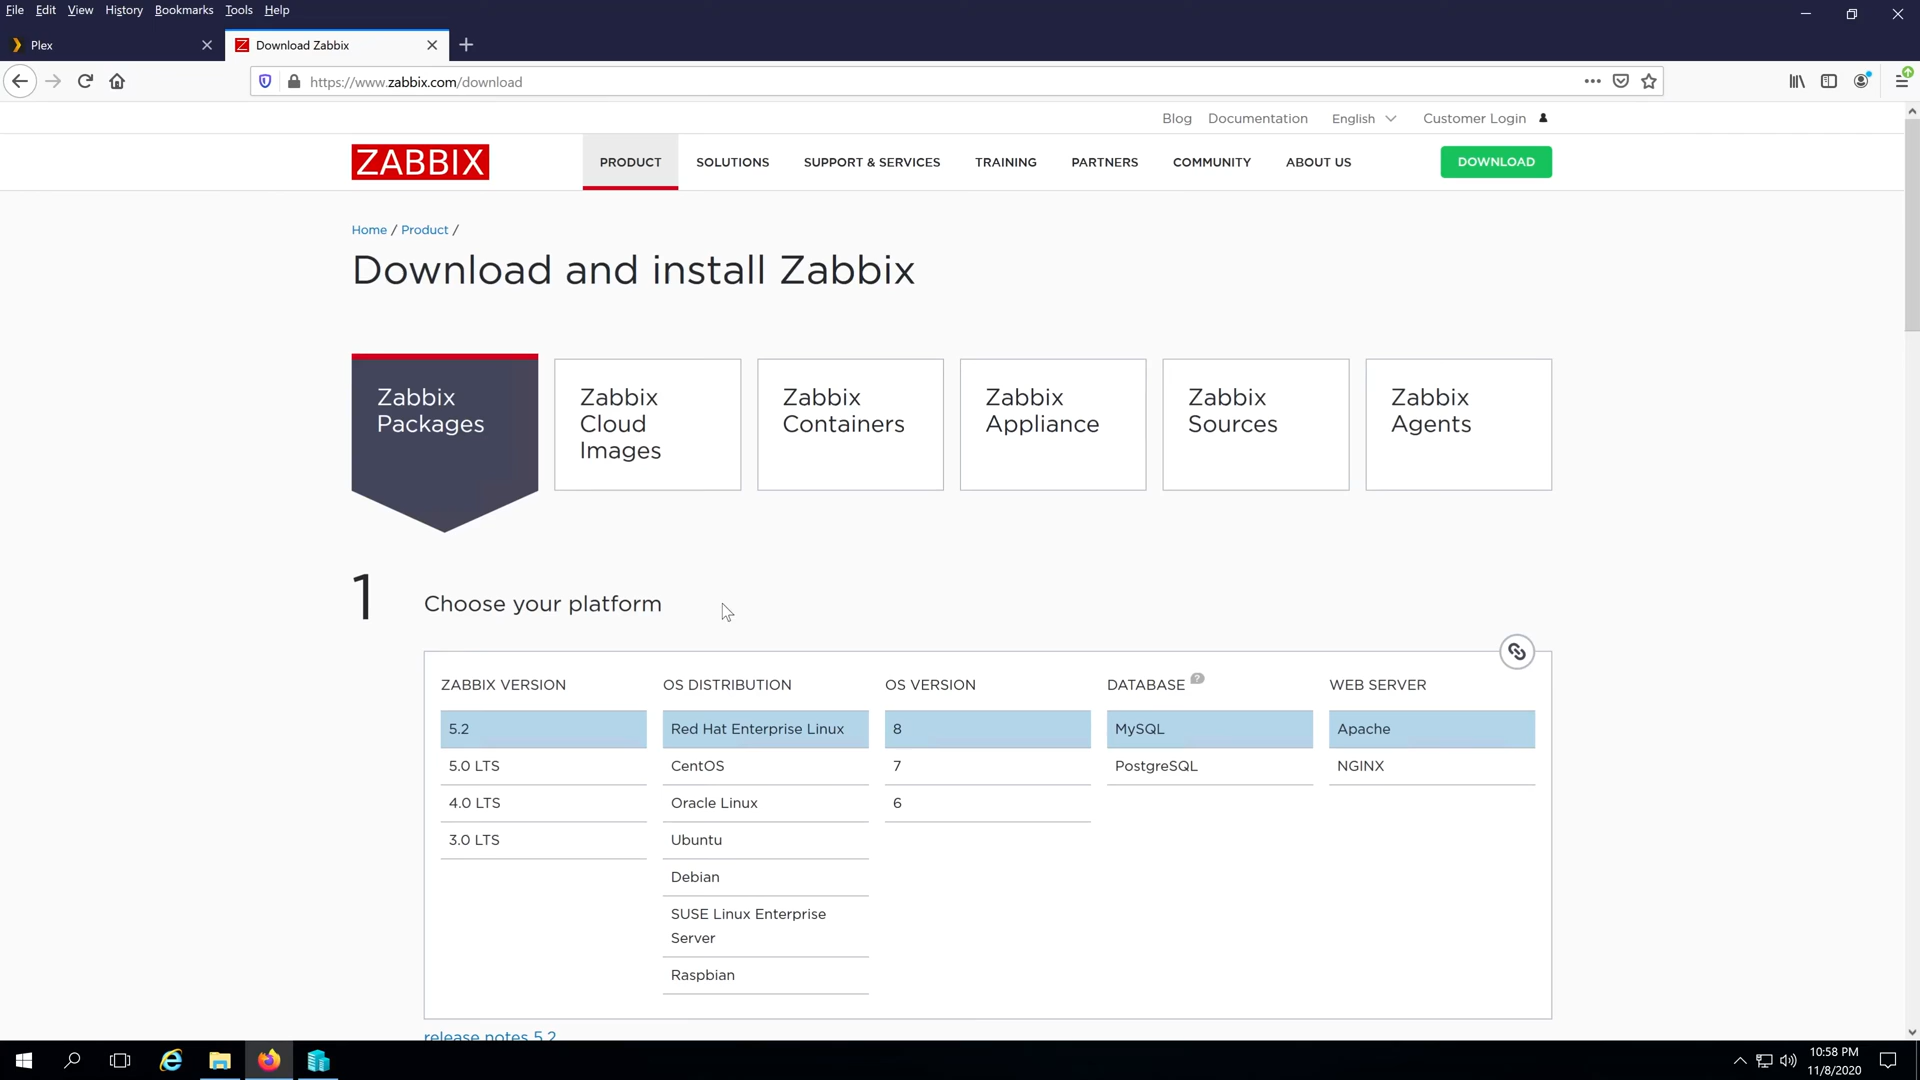 File Edit View History Bookmarks Tools Help
Plex
Download Zabbix
https://www.zabbix.com/download
Blog Documentation English Customer Login
ZABBIX
PRODUCT SOLUTIONS SUPPORT & SERVICES TRAINING PARTNERS COMMUNITY ABOUT US DOWNLOAD
Home / Product /
Download and install Zabbix
Zabbix
Packages
Zabbix
Cloud
Images
Zabbix
Containers
Zabbix
Appliance
Zabbix
Sources
Zabbix
Agents
1 Choose your platform
ZABBIX VERSION OS DISTRIBUTION OS VERSION DATABASE ? WEB SERVER
5.2 Red Hat Enterprise Linux 8 MySQL Apache
5.0 LTS CentOS 7 PostgreSQL NGINX
4.0 LTS Oracle Linux 6
3.0 LTS Ubuntu
Debian
SUSE Linux Enterprise
Server
Raspbian
release notes 5.2
10:58 PM
11/8/2020